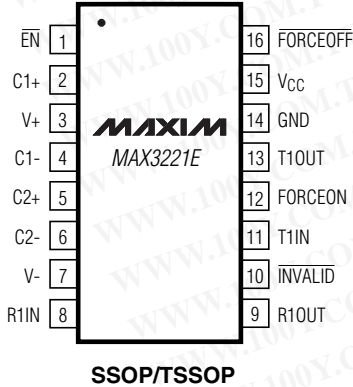 EN 1 16 FORCEOFF
C1+ 2 15 VCC
V+ 3 14 GND
MAXIM
C1- 4 MAX3221E 13 T1OUT
C2+ 5 12 FORCEON
C2- 6 11 T1IN
V- 7 10 INVALID
R1IN 8 9 R1OUT
SSOP/TSSOP